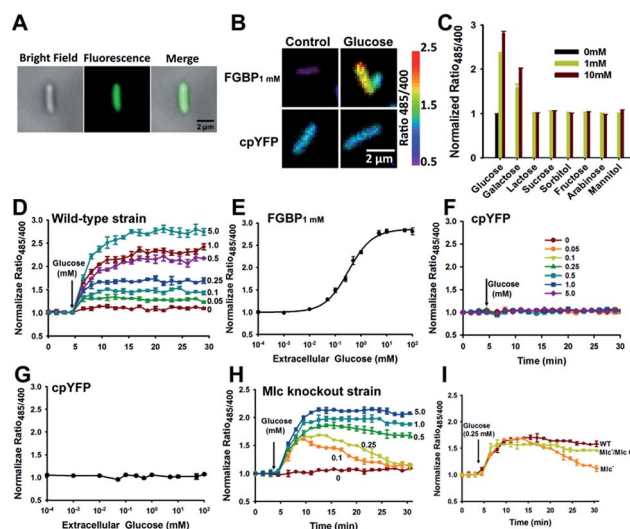 A
Bright Field Fluorescence Merge
2 μm
B
Control Glucose
FGBP1 mM
cpYFP
2 μm
2.5
2.0
1.5
1.0
0.5
Ratio 485/400
C
Normalized Ratio485/400
4
3
2
1
0
0mM
1mM
10mM
Glucose
Galactose
Lactose
Sucrose
Sorbitol
Fructose
Arabinose
Mannitol
D
Wild-type strain
Normalizae Ratio485/400
3.0
2.5
2.0
1.5
1.0
0.5
Glucose
(mM)
5.0
1.0
0.5
0.25
0.1
0.05
0
0 5 10 15 20 25 30
Time (min)
E
FGBP1 mM
Normalizae Ratio485/400
3.0
2.5
2.0
1.5
1.0
0.5
10-4 10-3 10-2 10-1 100 101 102
Extracellular Glucose (mM)
F
cpYFP
Normalizae Ratio485/400
3.0
2.5
2.0
1.5
1.0
0.5
0
0.05
0.1
0.25
0.5
1.0
5.0
Glucose
(mM)
0 5 10 15 20 25 30
Time (min)
G
cpYFP
Normalizae Ratio485/400
3.0
2.5
2.0
1.5
1.0
0.5
10-4 10-3 10-2 10-1 100 101 102
Extracellular Glucose (mM)
H
Mlc knockout strain
Normalizae Ratio485/400
3.0
2.5
2.0
1.5
1.0
0.5
Glucose
(mM)
5.0
1.0
0.5
0.25
0.1
0
0 5 10 15 20 25 30
Time (min)
I
Normalizae Ratio485/400
2.5
2.0
1.5
1.0
0.5
Glucose
(0.25 mM)
WT
Mlc-/Mlc
Mlc-
0 5 10 15 20 25 30
Time (min)